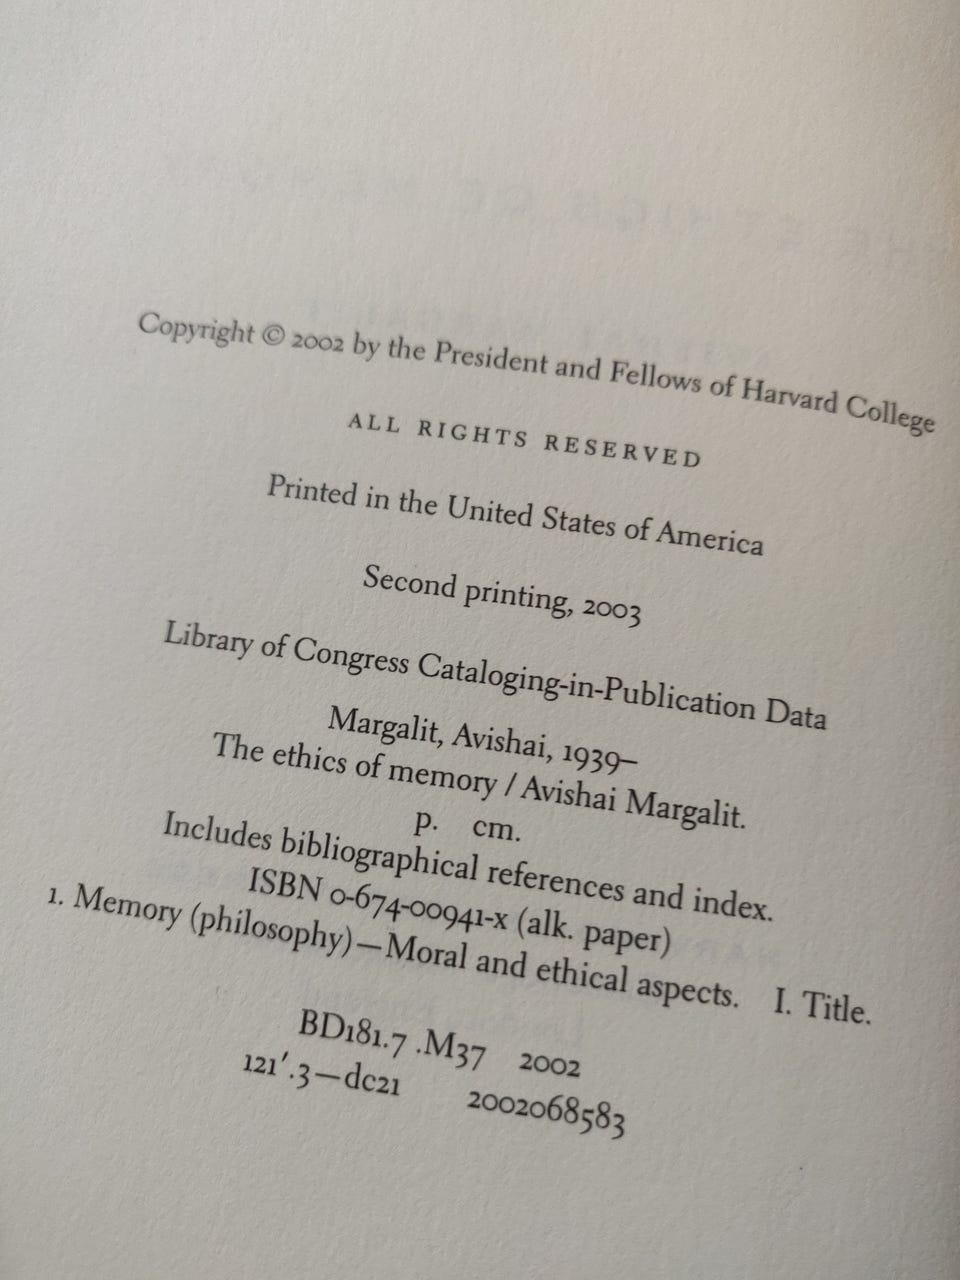 Copyright © 2002 by the President and Fellows of Harvard College
ALL RIGHTS RESERVED
Printed in the United States of America
Second printing, 2003
Library of Congress Cataloging-in-Publication Data
Margalit, Avishai, 1939–
The ethics of memory / Avishai Margalit.
p. cm.
Includes bibliographical references and index.
ISBN 0-674-00941-x (alk. paper)
1. Memory (philosophy)—Moral and ethical aspects. I. Title.
BD181.7 .M37 2002
121′.3—dc21 2002068583